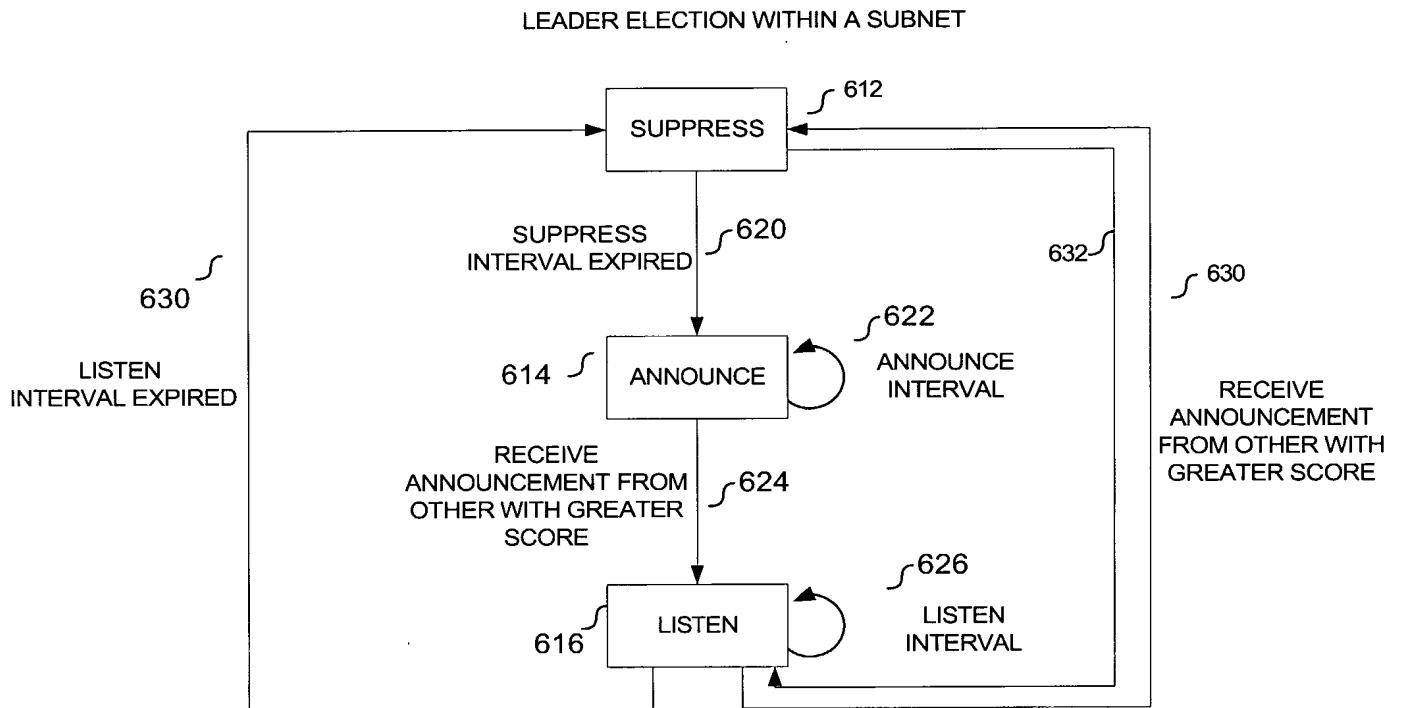 LEADER ELECTION WITHIN A SUBNET
612
SUPPRESS
SUPPRESS
INTERVAL EXPIRED
620
632
630
630
622
LISTEN
INTERVAL EXPIRED
614
ANNOUNCE
ANNOUNCE
INTERVAL
RECEIVE
ANNOUNCEMENT
FROM OTHER WITH
GREATER SCORE
RECEIVE
ANNOUNCEMENT FROM
OTHER WITH GREATER
SCORE
624
626
616
LISTEN
LISTEN
INTERVAL